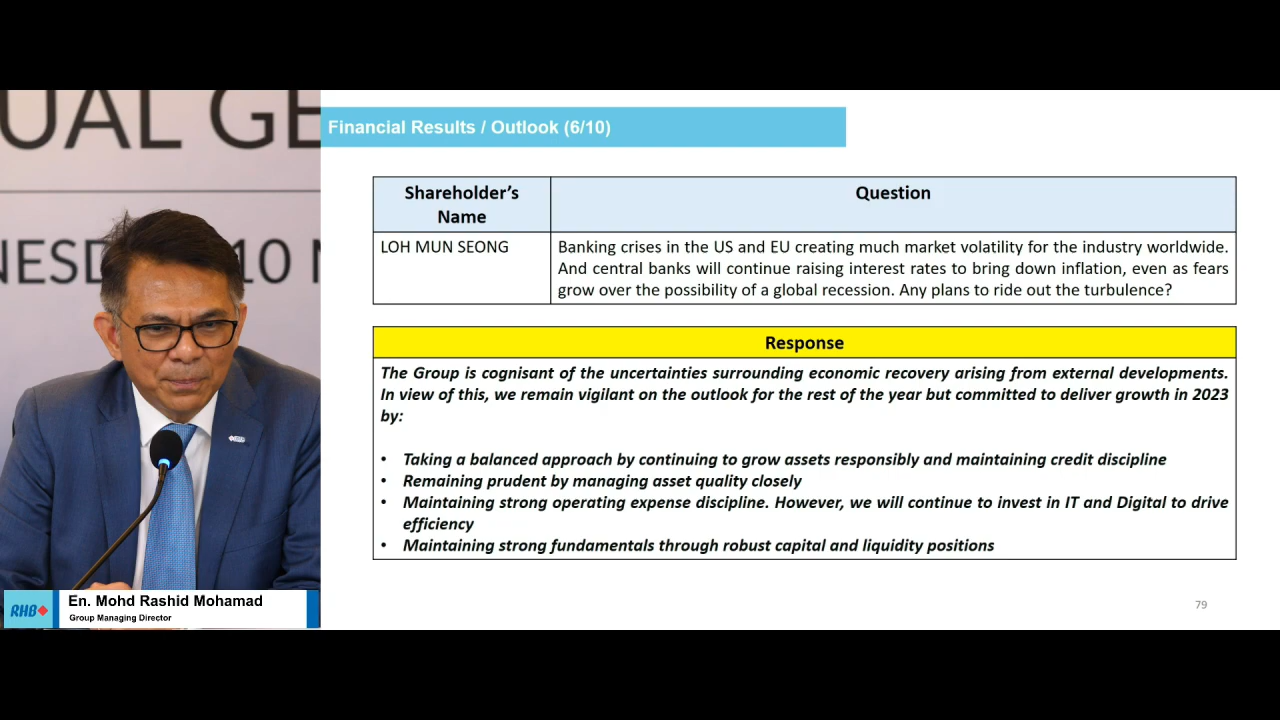 UAL GE
NESD 10 M
RHB
En. Mohd Rashid Mohamad
Group Managing Director
Financial Results / Outlook (6/10)
Shareholder's
Name
Question
LOH MUN SEONG
Banking crises in the US and EU creating much market volatility for the industry worldwide.
And central banks will continue raising interest rates to bring down inflation, even as fears
grow over the possibility of a global recession. Any plans to ride out the turbulence?
Response
The Group is cognisant of the uncertainties surrounding economic recovery arising from external developments.
In view of this, we remain vigilant on the outlook for the rest of the year but committed to deliver growth in 2023
by:
• Taking a balanced approach by continuing to grow assets responsibly and maintaining credit discipline
• Remaining prudent by managing asset quality closely
• Maintaining strong operating expense discipline. However, we will continue to invest in IT and Digital to drive
efficiency
• Maintaining strong fundamentals through robust capital and liquidity positions
79